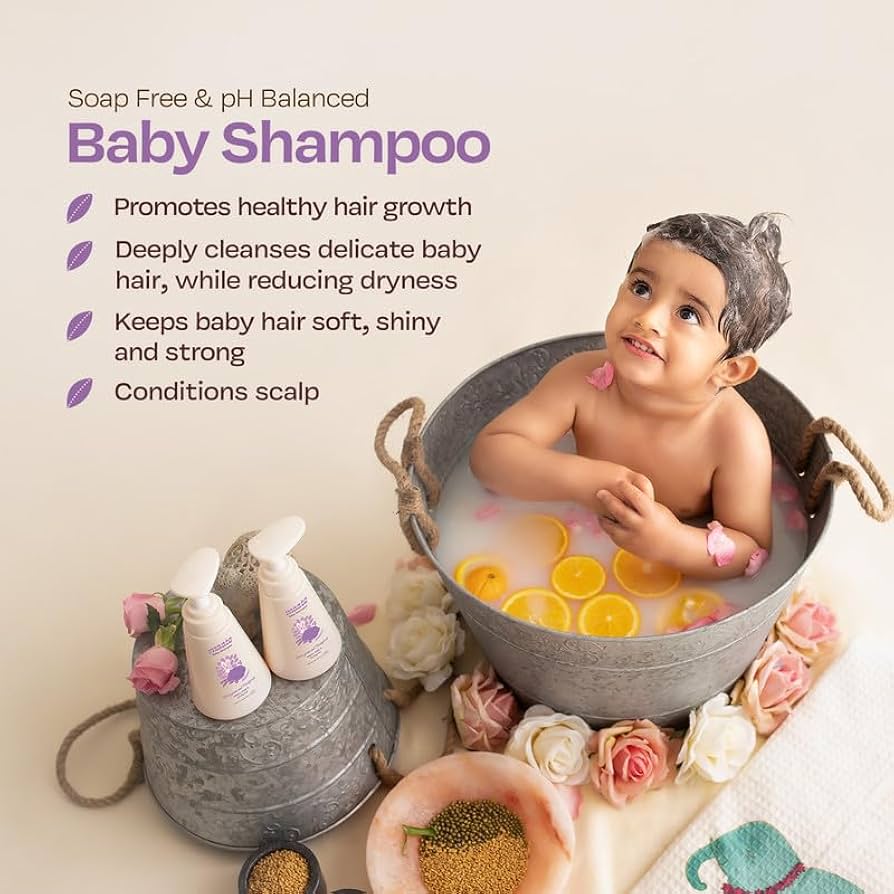 Soap Free & pH Balanced
Baby Shampoo
Promotes healthy hair growth
Deeply cleanses delicate baby
hair, while reducing dryness
Keeps baby hair soft, shiny
and strong
Conditions scalp